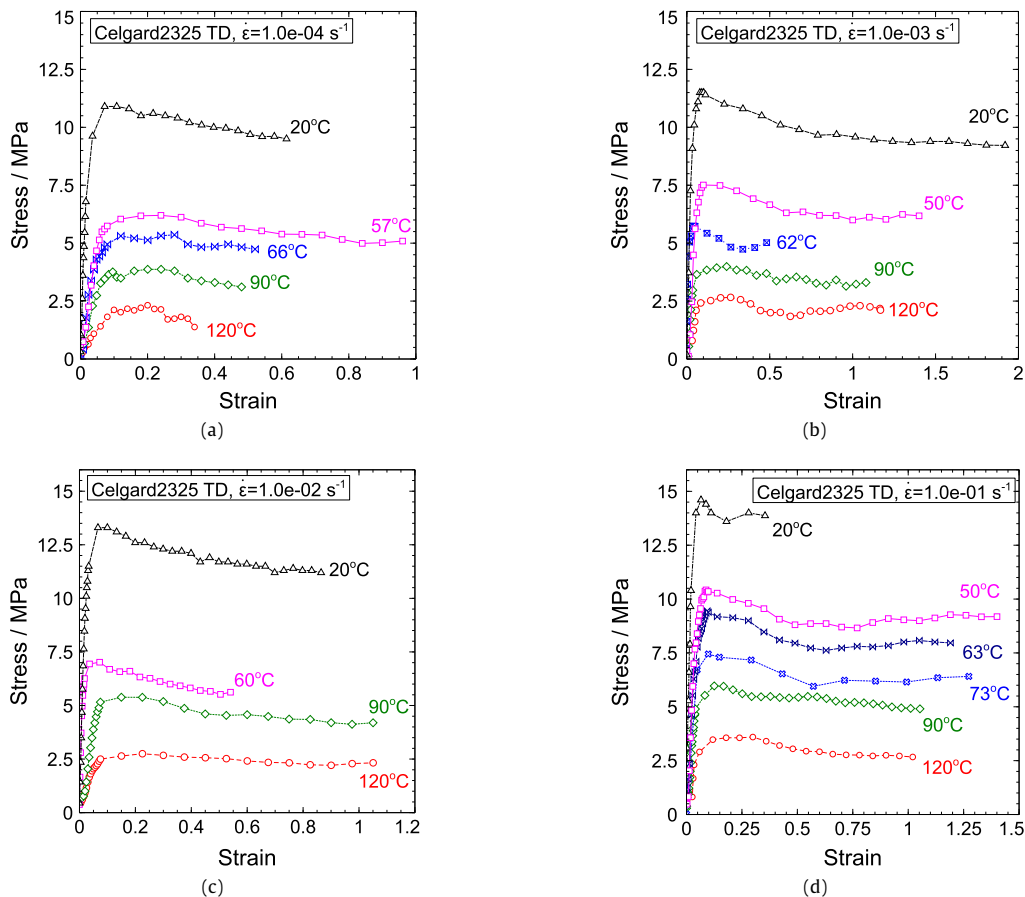 Celgard2325 TD, ε̇=1.0e-04 s⁻¹
15
12.5
10
7.5
5
2.5
0
Stress / MPa
20°C
57°C
66°C
90°C
120°C
0 0.2 0.4 0.6 0.8 1
Strain
(a)
Celgard2325 TD, ε̇=1.0e-03 s⁻¹
15
12.5
10
7.5
5
2.5
0
Stress / MPa
20°C
50°C
62°C
90°C
120°C
0 0.5 1 1.5 2
Strain
(b)
Celgard2325 TD, ε̇=1.0e-02 s⁻¹
15
12.5
10
7.5
5
2.5
0
Stress / MPa
20°C
60°C
90°C
120°C
0 0.2 0.4 0.6 0.8 1 1.2
Strain
(c)
Celgard2325 TD, ε̇=1.0e-01 s⁻¹
15
12.5
10
7.5
5
2.5
0
Stress / MPa
20°C
50°C
63°C
73°C
90°C
120°C
0 0.25 0.5 0.75 1 1.25 1.5
Strain
(d)